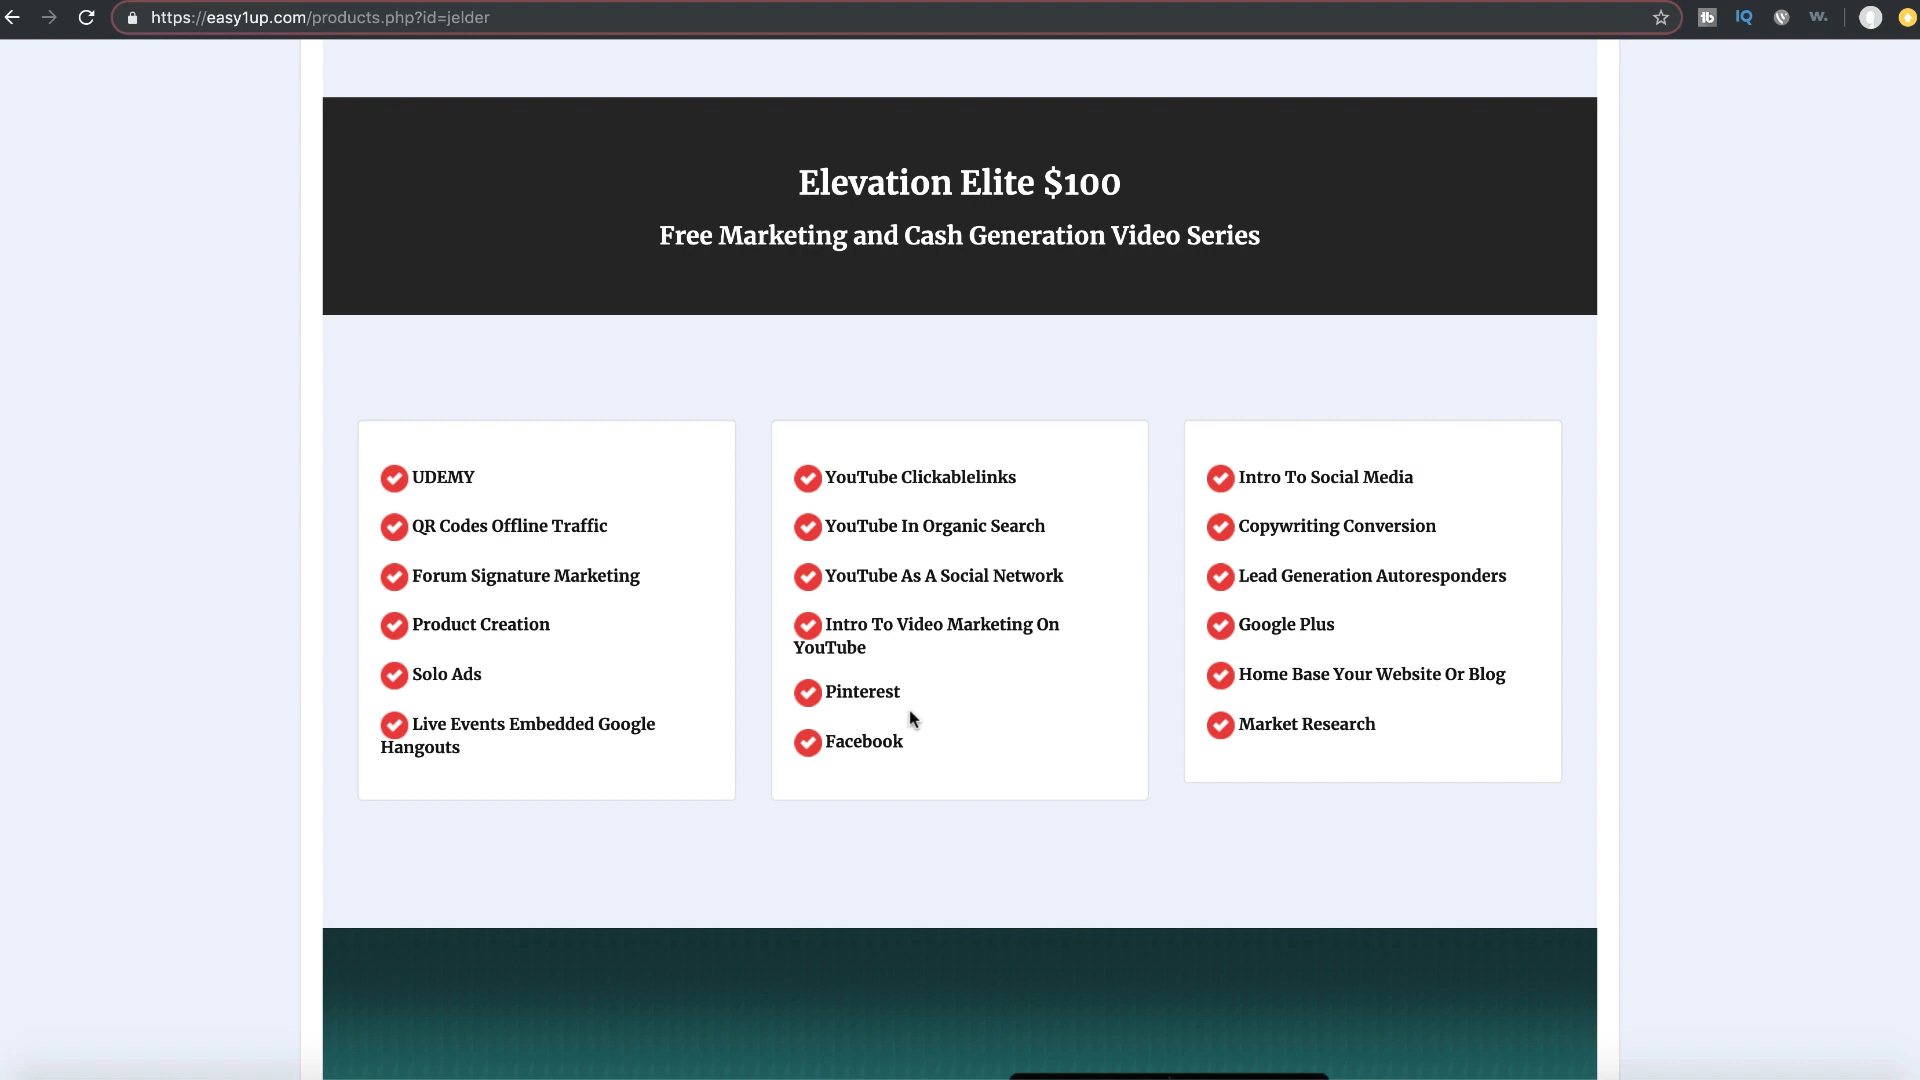 https://easy1up.com/products.php?id=jelder
tb
IQ
w.
Elevation Elite $100
Free Marketing and Cash Generation Video Series
UDEMY
QR Codes Offline Traffic
Forum Signature Marketing
Product Creation
Solo Ads
Live Events Embedded Google
Hangouts
YouTube Clickablelinks
YouTube In Organic Search
YouTube As A Social Network
Intro To Video Marketing On
YouTube
Pinterest
Facebook
Intro To Social Media
Copywriting Conversion
Lead Generation Autoresponders
Google Plus
Home Base Your Website Or Blog
Market Research